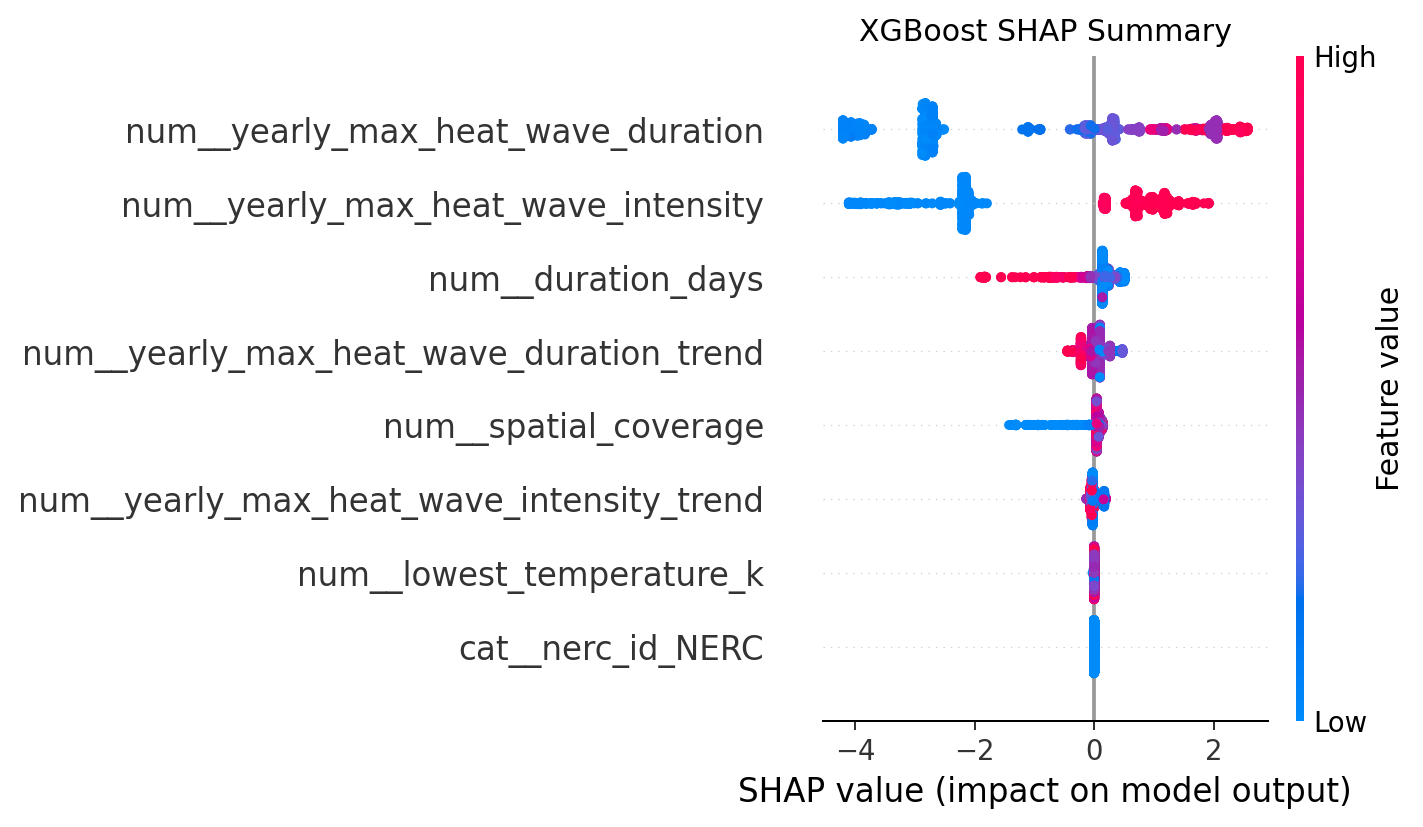 XGBoost SHAP Summary
High
num__yearly_max_heat_wave_duration
num__yearly_max_heat_wave_intensity
num__duration_days
num__yearly_max_heat_wave_duration_trend
num__spatial_coverage
num__yearly_max_heat_wave_intensity_trend
num__lowest_temperature_k
cat__nerc_id_NERC
Feature value
Low
−4 −2 0 2
SHAP value (impact on model output)